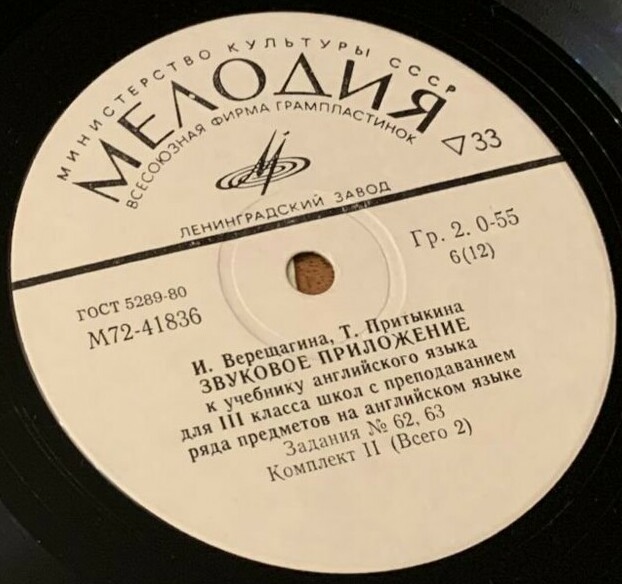 МИНИСТЕРСТВО КУЛЬТУРЫ СССР
МЕЛОДИЯ
ВСЕСОЮЗНАЯ ФИРМА ГРАМПЛАСТИНОК
33
ЛЕНИНГРАДСКИЙ ЗАВОД
ГОСТ 5289-80
Гр. 2. 0-55
М72-41836
6(12)
И. Верещагина, Т. Притыкина
ЗВУКОВОЕ ПРИЛОЖЕНИЕ
к учебнику английского языка
для III класса школ с преподаванием
ряда предметов на английском языке
Задания № 62, 63
Комплект II (Всего 2)